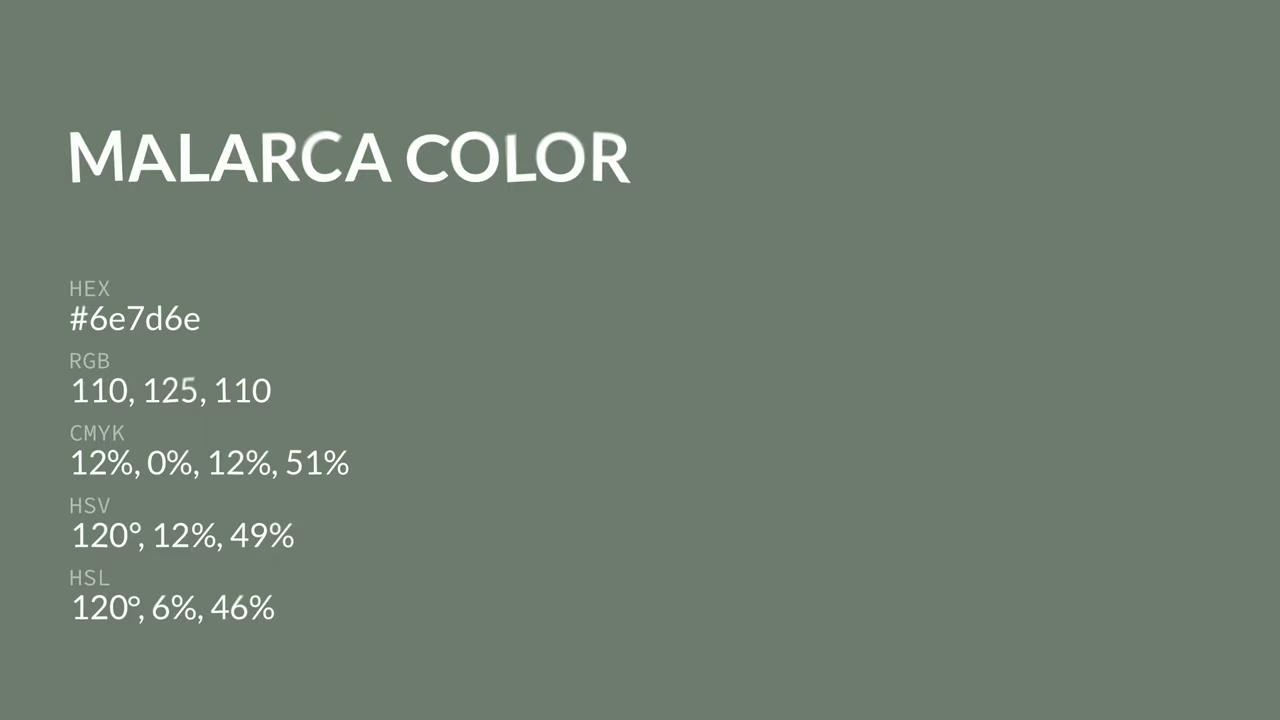 MALARCA COLOR
HEX
#6e7d6e
RGB
110, 125, 110
CMYK
12%, 0%, 12%, 51%
HSV
120°, 12%, 49%
HSL
120°, 6%, 46%